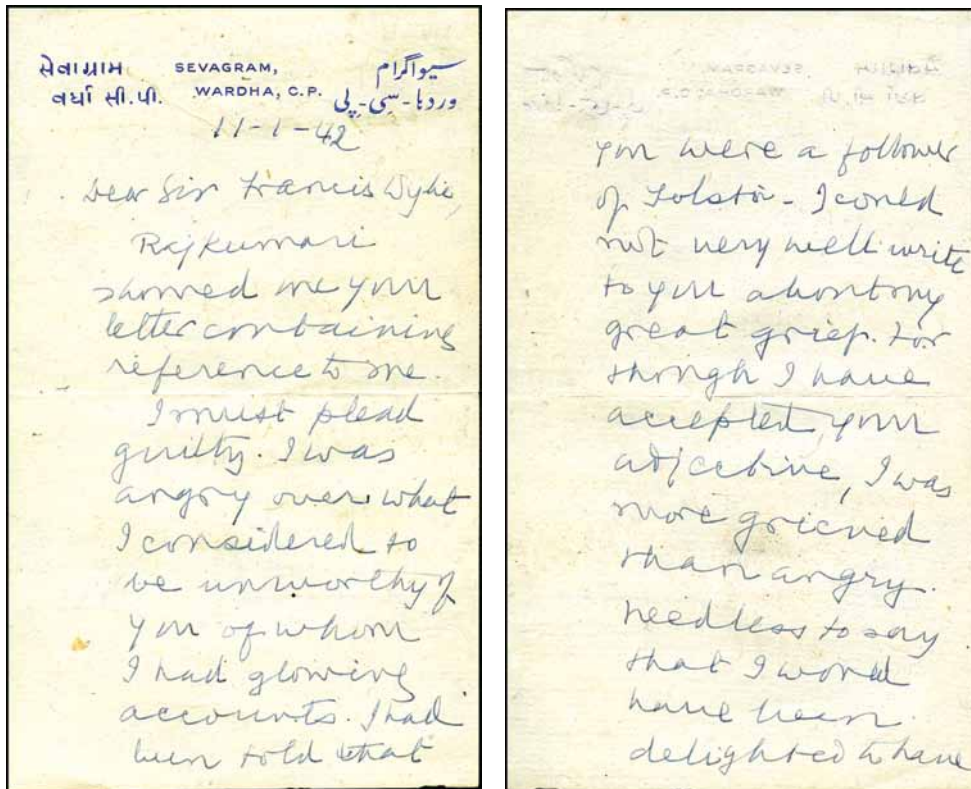 સેવાગ્રામ SEVAGRAM, سیواگرام
વર્ધા સી.પી. WARDHA, C.P. وردہا-سی-پی
11-1-42
Dear Sir Francis Wylie,
Rajkumari
showed me your
letter containing
reference to me.
I must plead
guilty. I was
angry over what
I considered to
be unworthy of
you of whom
I had glowing
accounts. I had
been told that
you were a follower
of Tolstoi - I could
not very well write
to you about my
great grief. For
though I have
accepted your
adjective, I was
more grieved
than angry.
Needless to say
that I would
have been
delighted to have